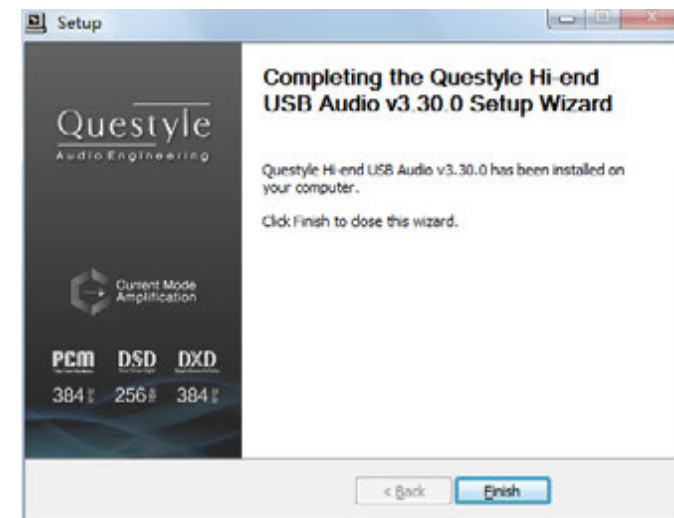 Setup
Questyle
Audio Engineering
Current Mode
Amplification
PCM DSD DXD
384 256 384
Completing the Questyle Hi-end
USB Audio v3.30.0 Setup Wizard
Questyle Hi-end USB Audio v3.30.0 has been installed on
your computer.
Click Finish to close this wizard.
< Back Finish